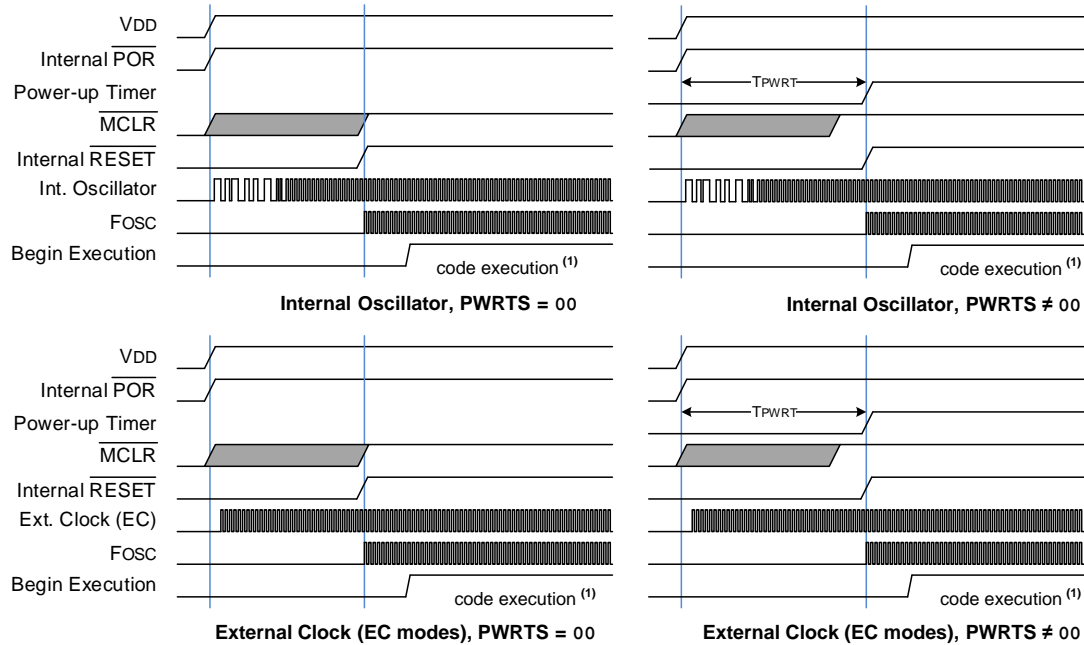 VDD
Internal POR
Power-up Timer
TPWRT
MCLR
Internal RESET
Int. Oscillator
FOSC
Begin Execution
code execution (1)
code execution (1)
Internal Oscillator, PWRTS = 00
Internal Oscillator, PWRTS ≠ 00
VDD
Internal POR
Power-up Timer
TPWRT
MCLR
Internal RESET
Ext. Clock (EC)
FOSC
Begin Execution
code execution (1)
code execution (1)
External Clock (EC modes), PWRTS = 00
External Clock (EC modes), PWRTS ≠ 00